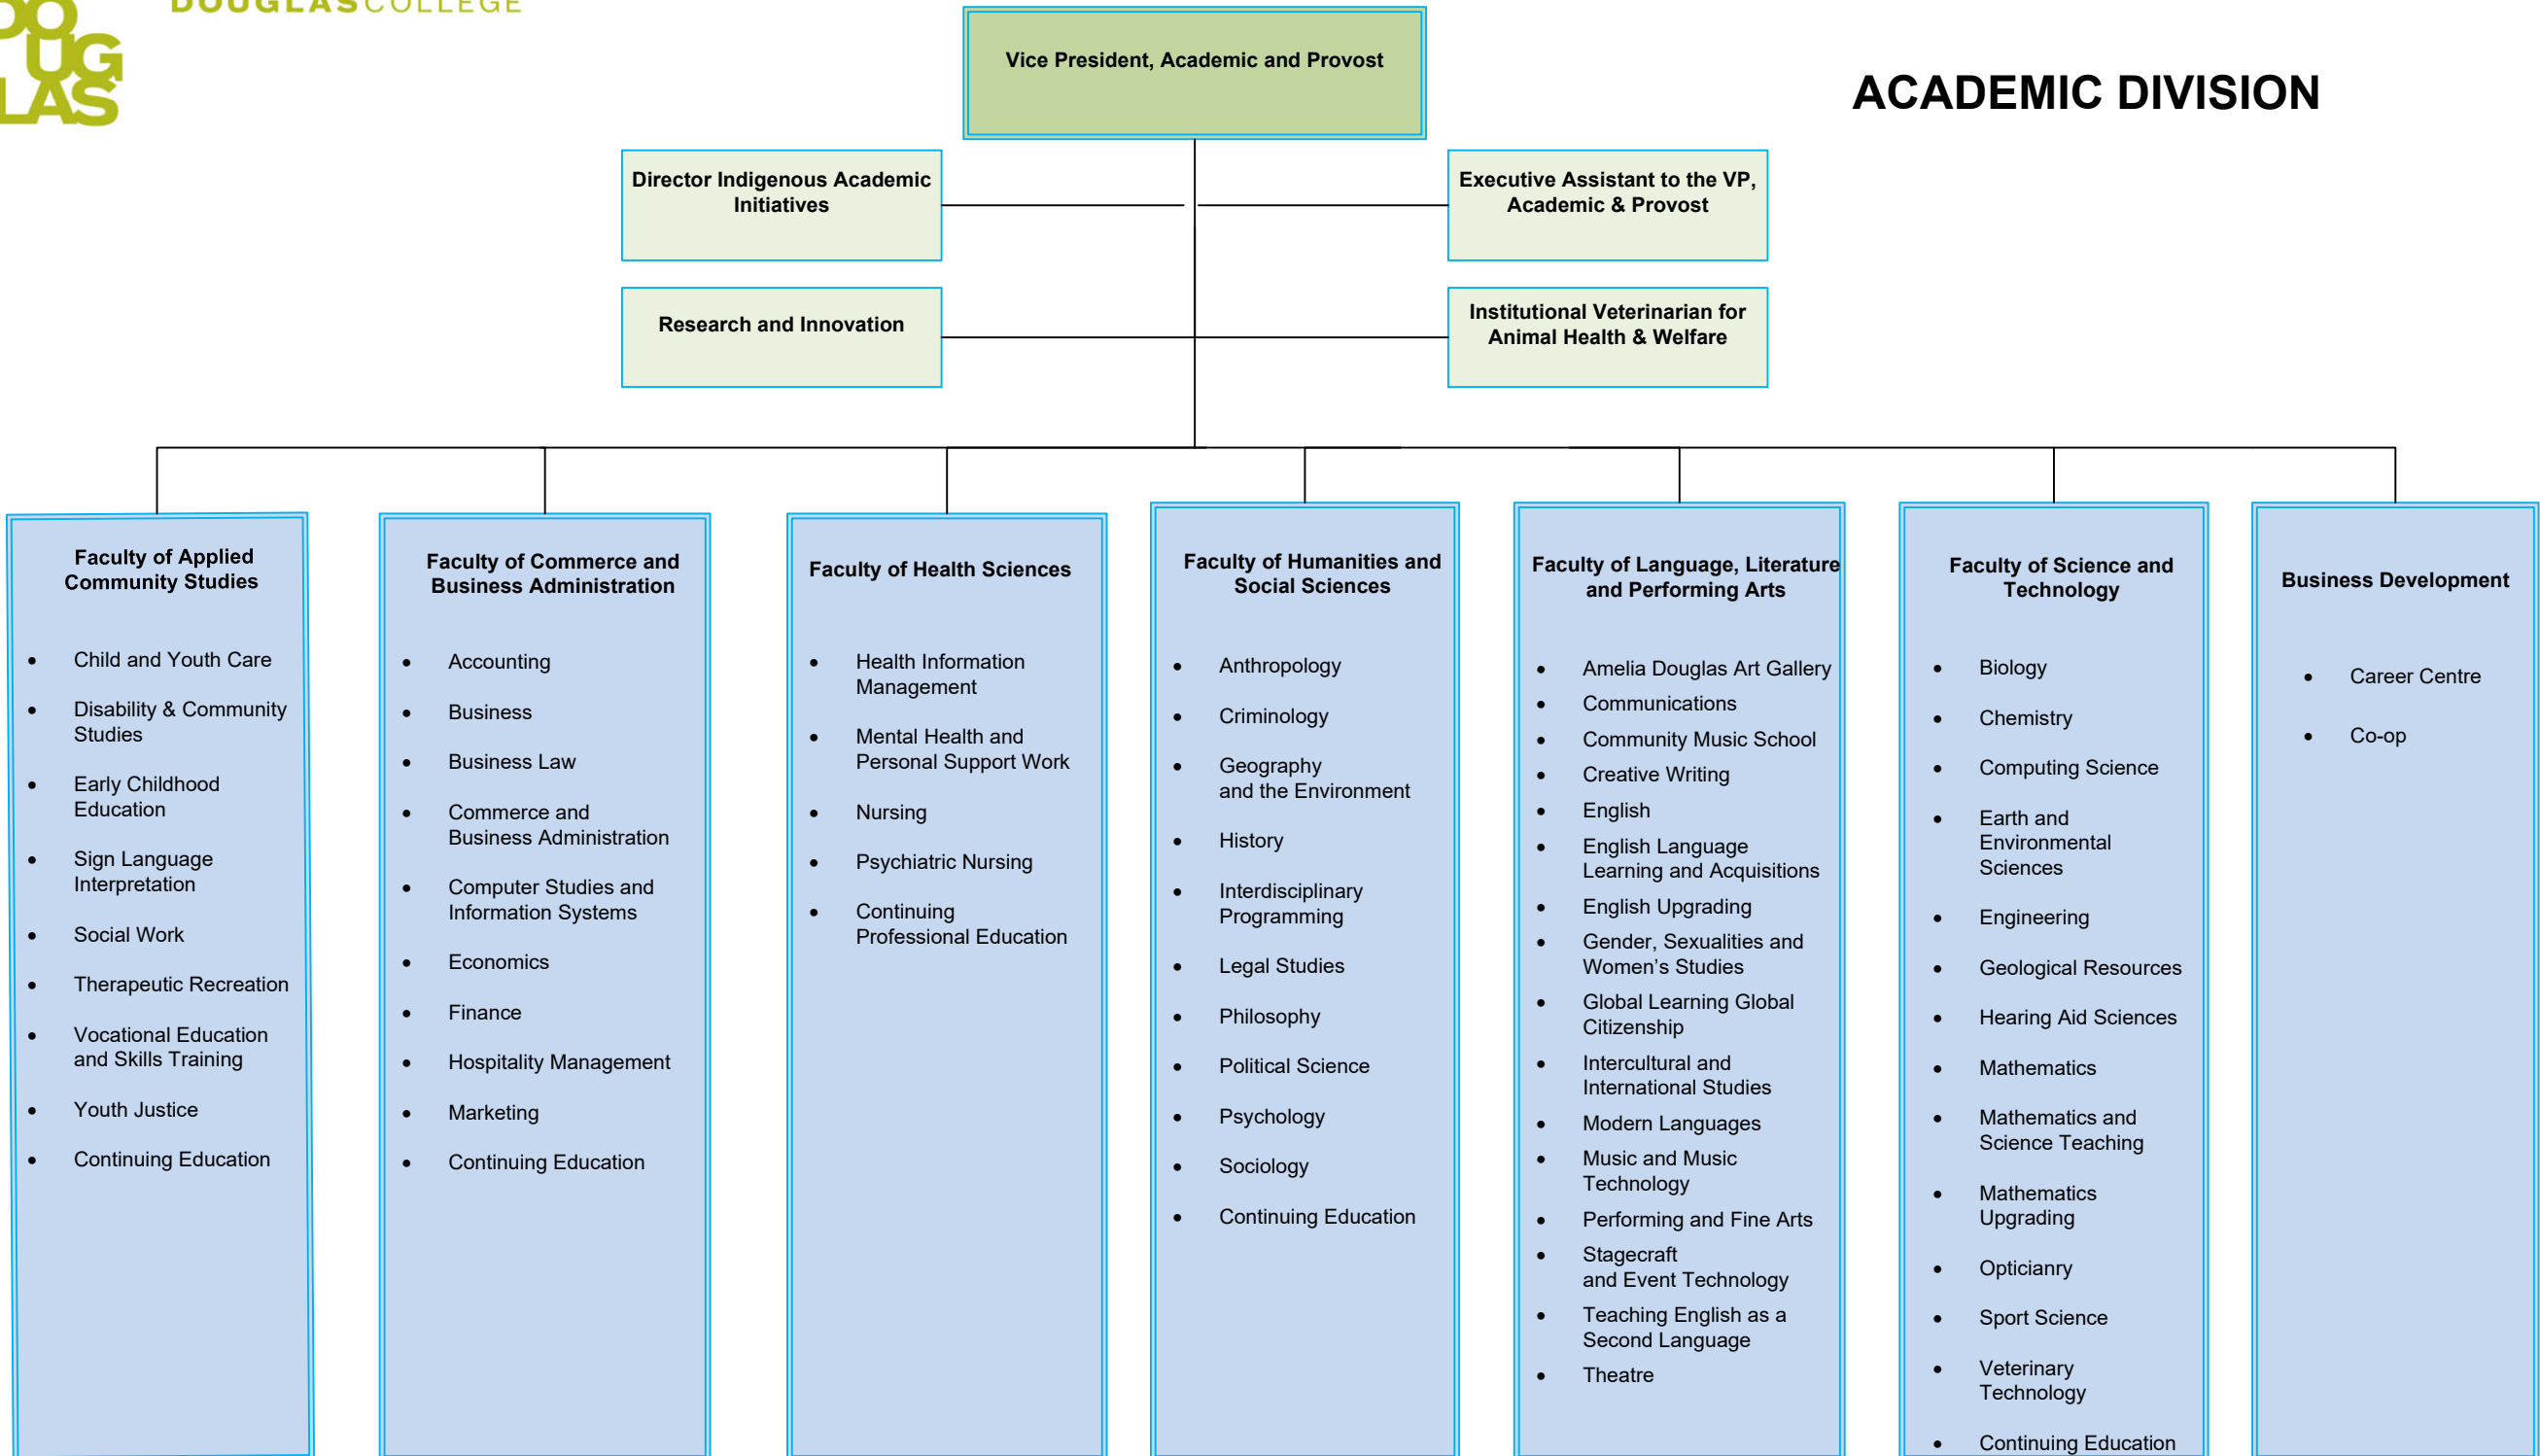 DOUGLASCOLLEGE
DO
UG
LAS
Vice President, Academic and Provost
ACADEMIC DIVISION
Director Indigenous Academic
Initiatives
Executive Assistant to the VP,
Academic & Provost
Research and Innovation
Institutional Veterinarian for
Animal Health & Welfare
Faculty of Applied
Community Studies
• Child and Youth Care
• Disability & Community
Studies
• Early Childhood
Education
• Sign Language
Interpretation
• Social Work
• Therapeutic Recreation
• Vocational Education
and Skills Training
• Youth Justice
• Continuing Education
Faculty of Commerce and
Business Administration
• Accounting
• Business
• Business Law
• Commerce and
Business Administration
• Computer Studies and
Information Systems
• Economics
• Finance
• Hospitality Management
• Marketing
• Continuing Education
Faculty of Health Sciences
• Health Information
Management
• Mental Health and
Personal Support Work
• Nursing
• Psychiatric Nursing
• Continuing
Professional Education
Faculty of Humanities and
Social Sciences
• Anthropology
• Criminology
• Geography
and the Environment
• History
• Interdisciplinary
Programming
• Legal Studies
• Philosophy
• Political Science
• Psychology
• Sociology
• Continuing Education
Faculty of Language, Literature
and Performing Arts
• Amelia Douglas Art Gallery
• Communications
• Community Music School
• Creative Writing
• English
• English Language
Learning and Acquisitions
• English Upgrading
• Gender, Sexualities and
Women’s Studies
• Global Learning Global
Citizenship
• Intercultural and
International Studies
• Modern Languages
• Music and Music
Technology
• Performing and Fine Arts
• Stagecraft
and Event Technology
• Teaching English as a
Second Language
• Theatre
Faculty of Science and
Technology
• Biology
• Chemistry
• Computing Science
• Earth and
Environmental
Sciences
• Engineering
• Geological Resources
• Hearing Aid Sciences
• Mathematics
• Mathematics and
Science Teaching
• Mathematics
Upgrading
• Opticianry
• Sport Science
• Veterinary
Technology
• Continuing Education
Business Development
• Career Centre
• Co-op